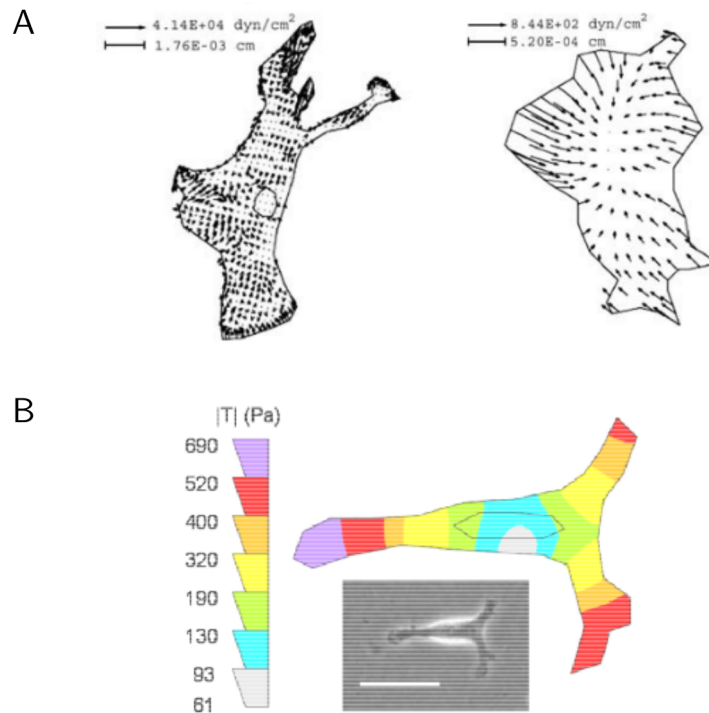 A
4.14E+04 dyn/cm²
1.76E-03 cm
8.44E+02 dyn/cm²
5.20E-04 cm
B
|T| (Pa)
690
520
400
320
190
130
93
61